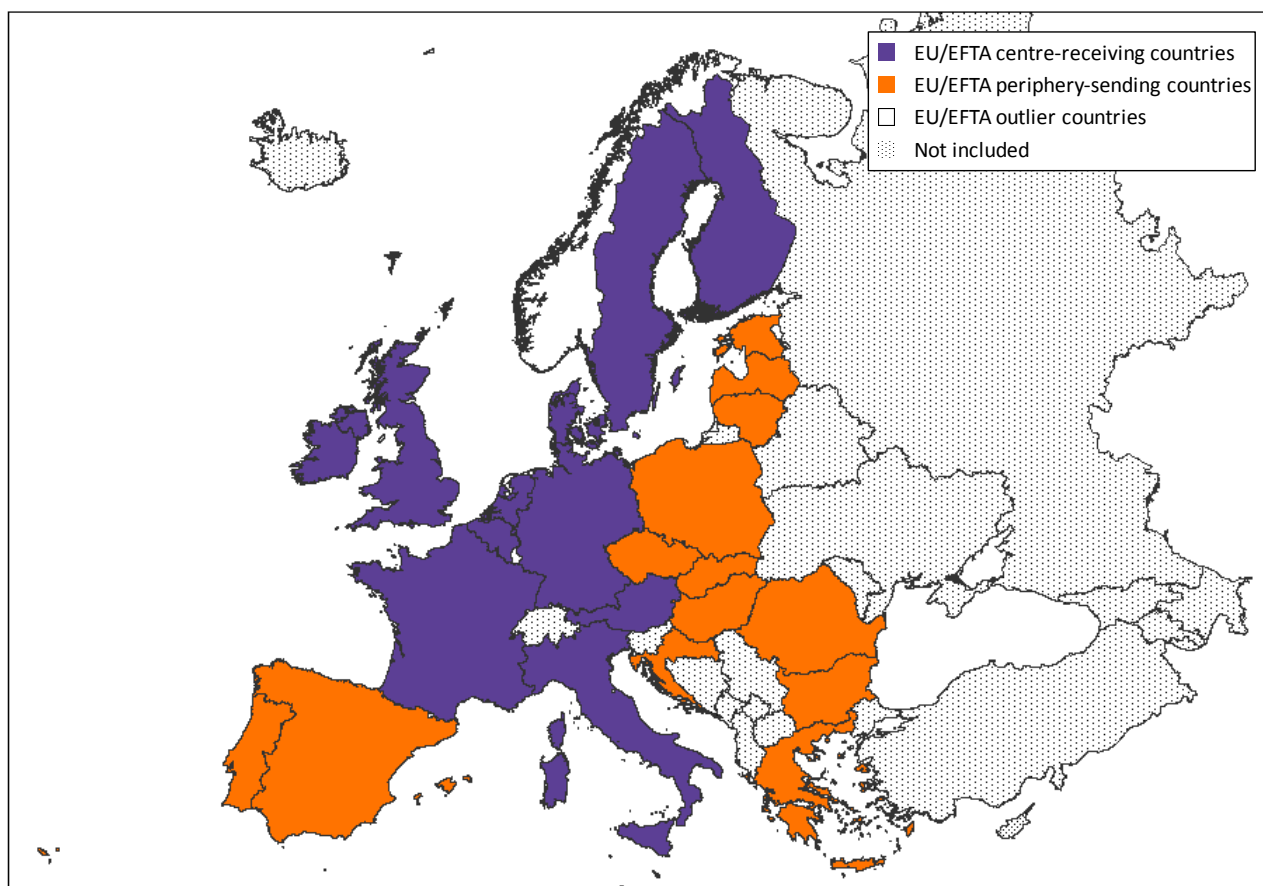 EU/EFTA centre-receiving countries
EU/EFTA periphery-sending countries
EU/EFTA outlier countries
Not included